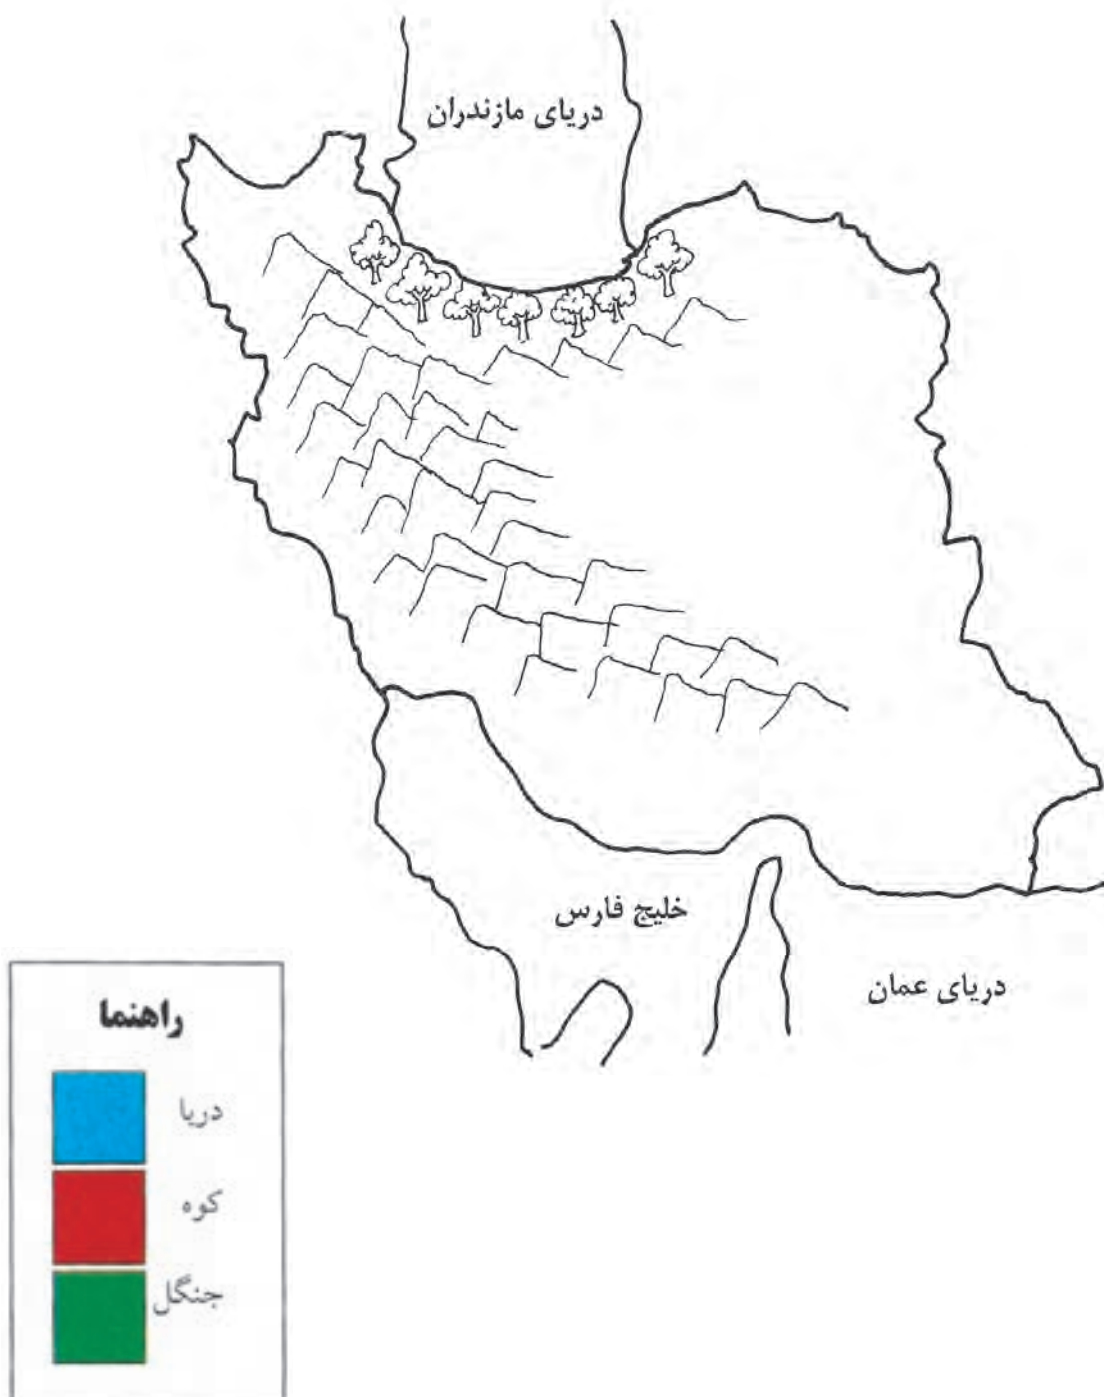 دریای مازندران
خلیج فارس
دریای عمان
راهنما
دریا
کوه
جنگل